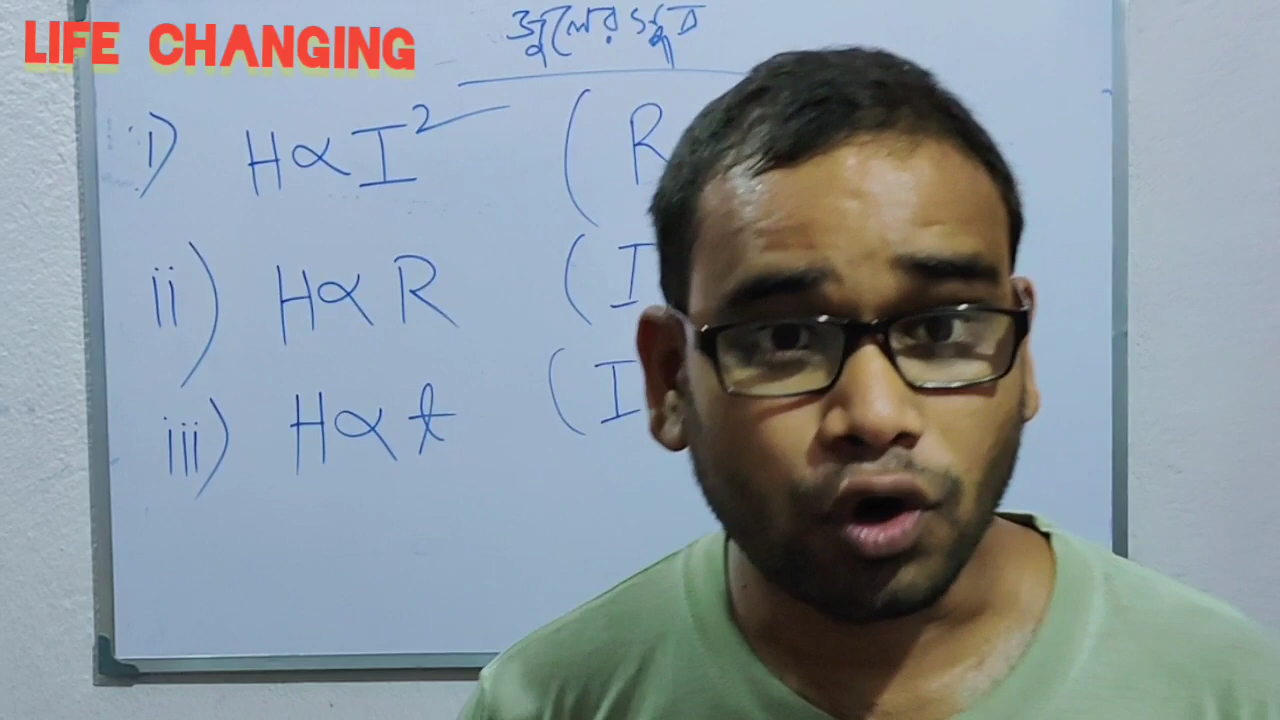 LIFE CHANGING
জুলের সূত্র
i) H∝I² (R
ii) H∝R (I
iii) H∝t (I